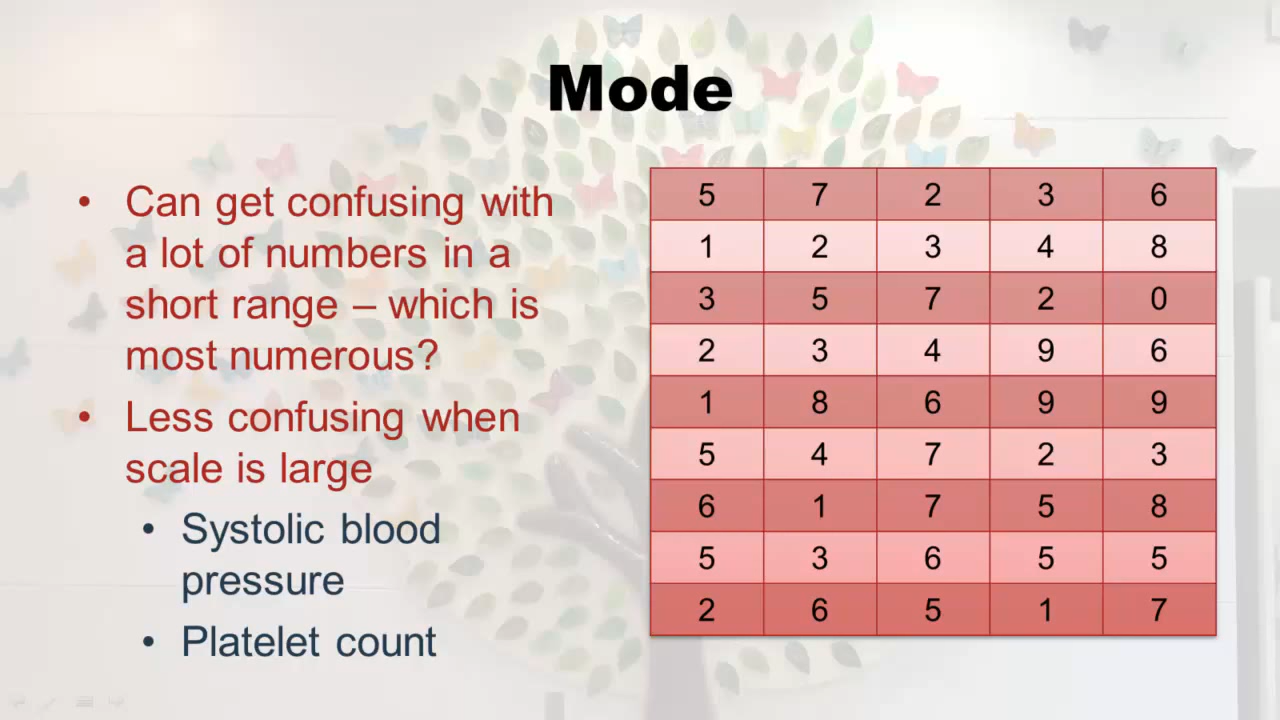 Mode
• Can get confusing with
a lot of numbers in a
short range – which is
most numerous?
• Less confusing when
scale is large
• Systolic blood
pressure
• Platelet count
5 7 2 3 6
1 2 3 4 8
3 5 7 2 0
2 3 4 9 6
1 8 6 9 9
5 4 7 2 3
6 1 7 5 8
5 3 6 5 5
2 6 5 1 7